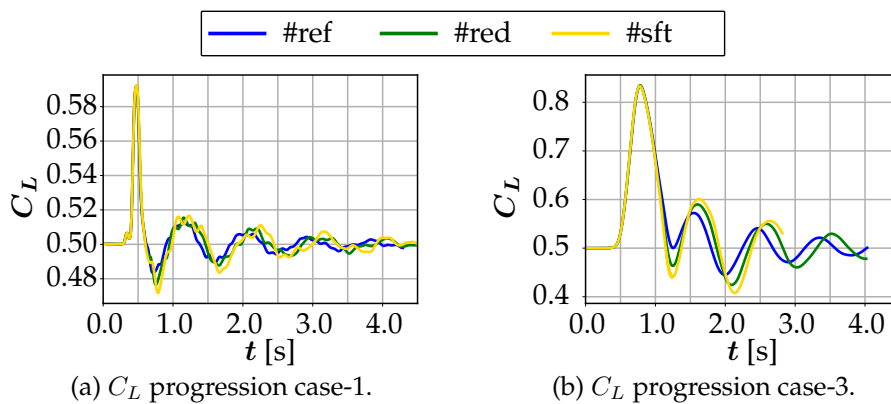 #ref #red #sft
0.58
0.56
0.54
0.52
0.50
0.48
C_L
0.0 1.0 2.0 3.0 4.0
t [s]
(a) C_L progression case-1.
0.8
0.7
0.6
0.5
0.4
C_L
0.0 1.0 2.0 3.0 4.0
t [s]
(b) C_L progression case-3.